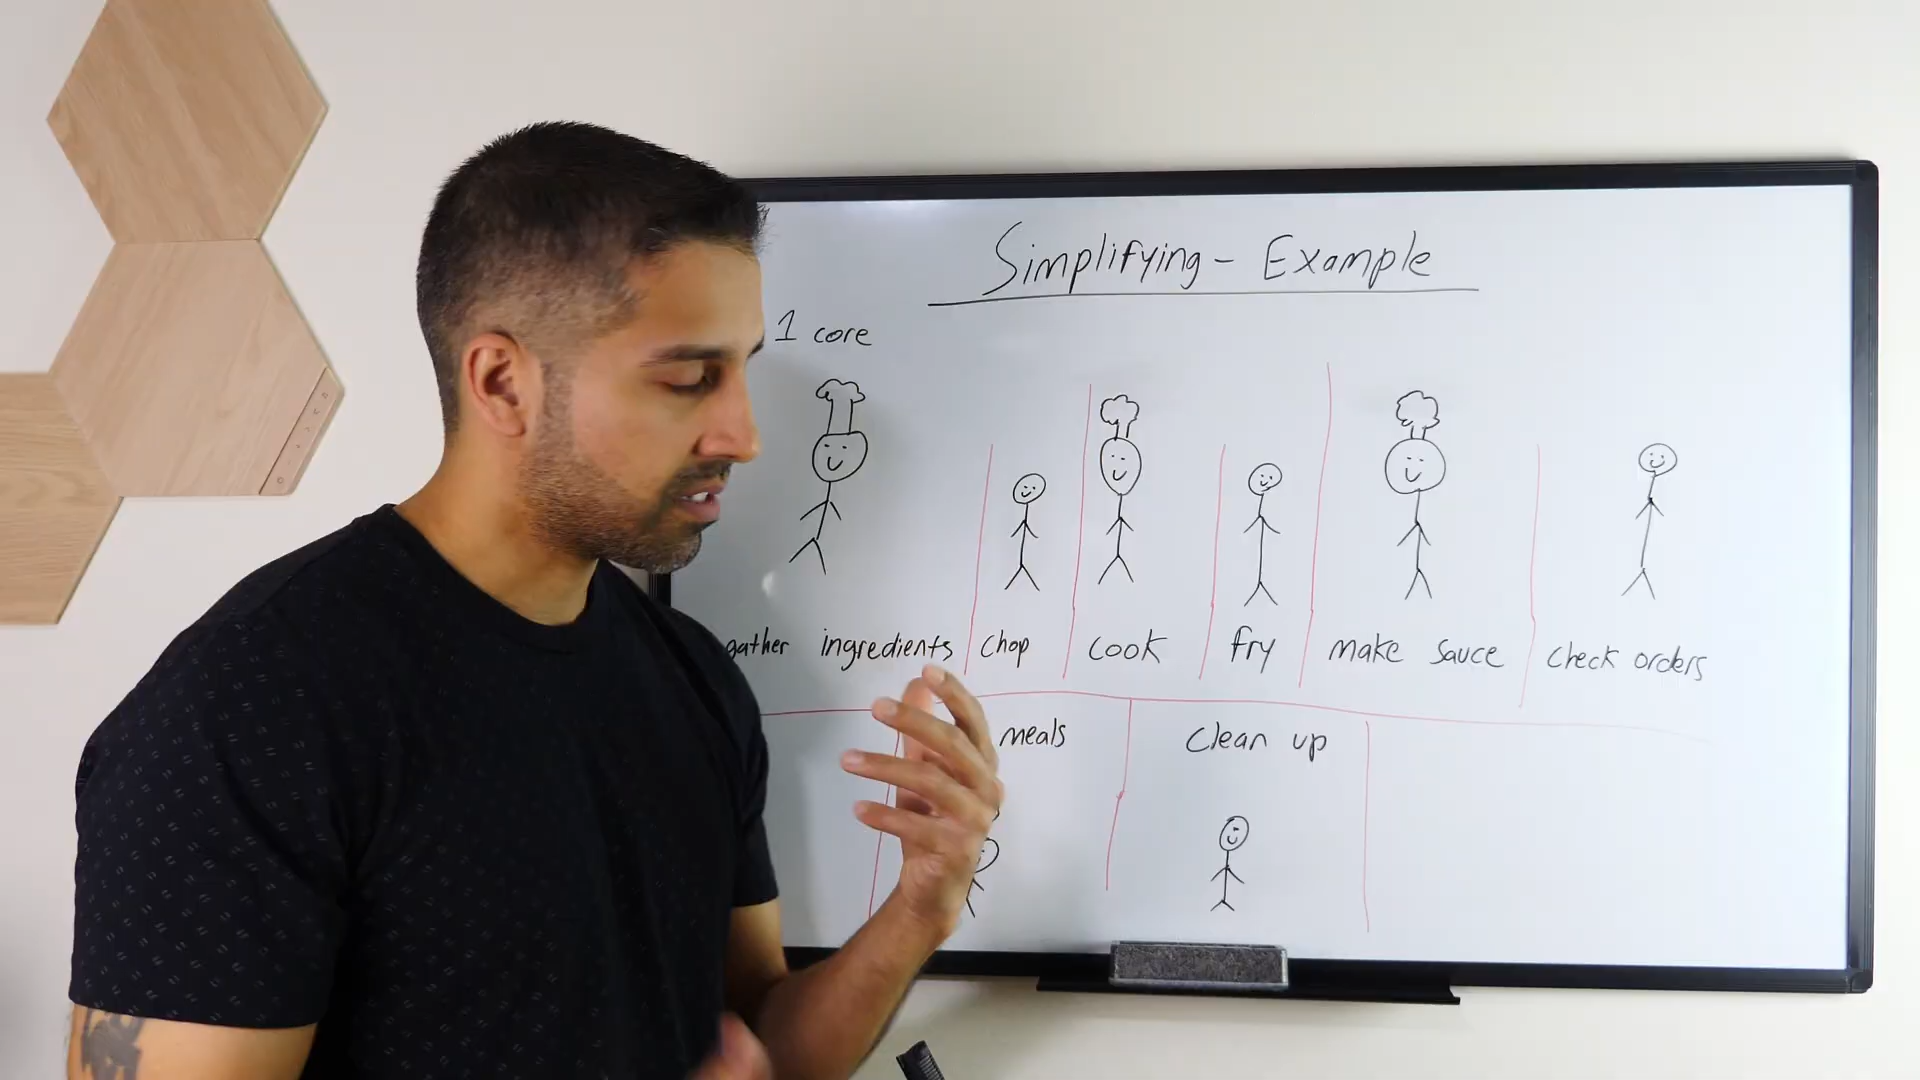 Simplifying - Example
1 core
gather ingredients
chop
cook
fry
make sauce
check orders
meals
clean up